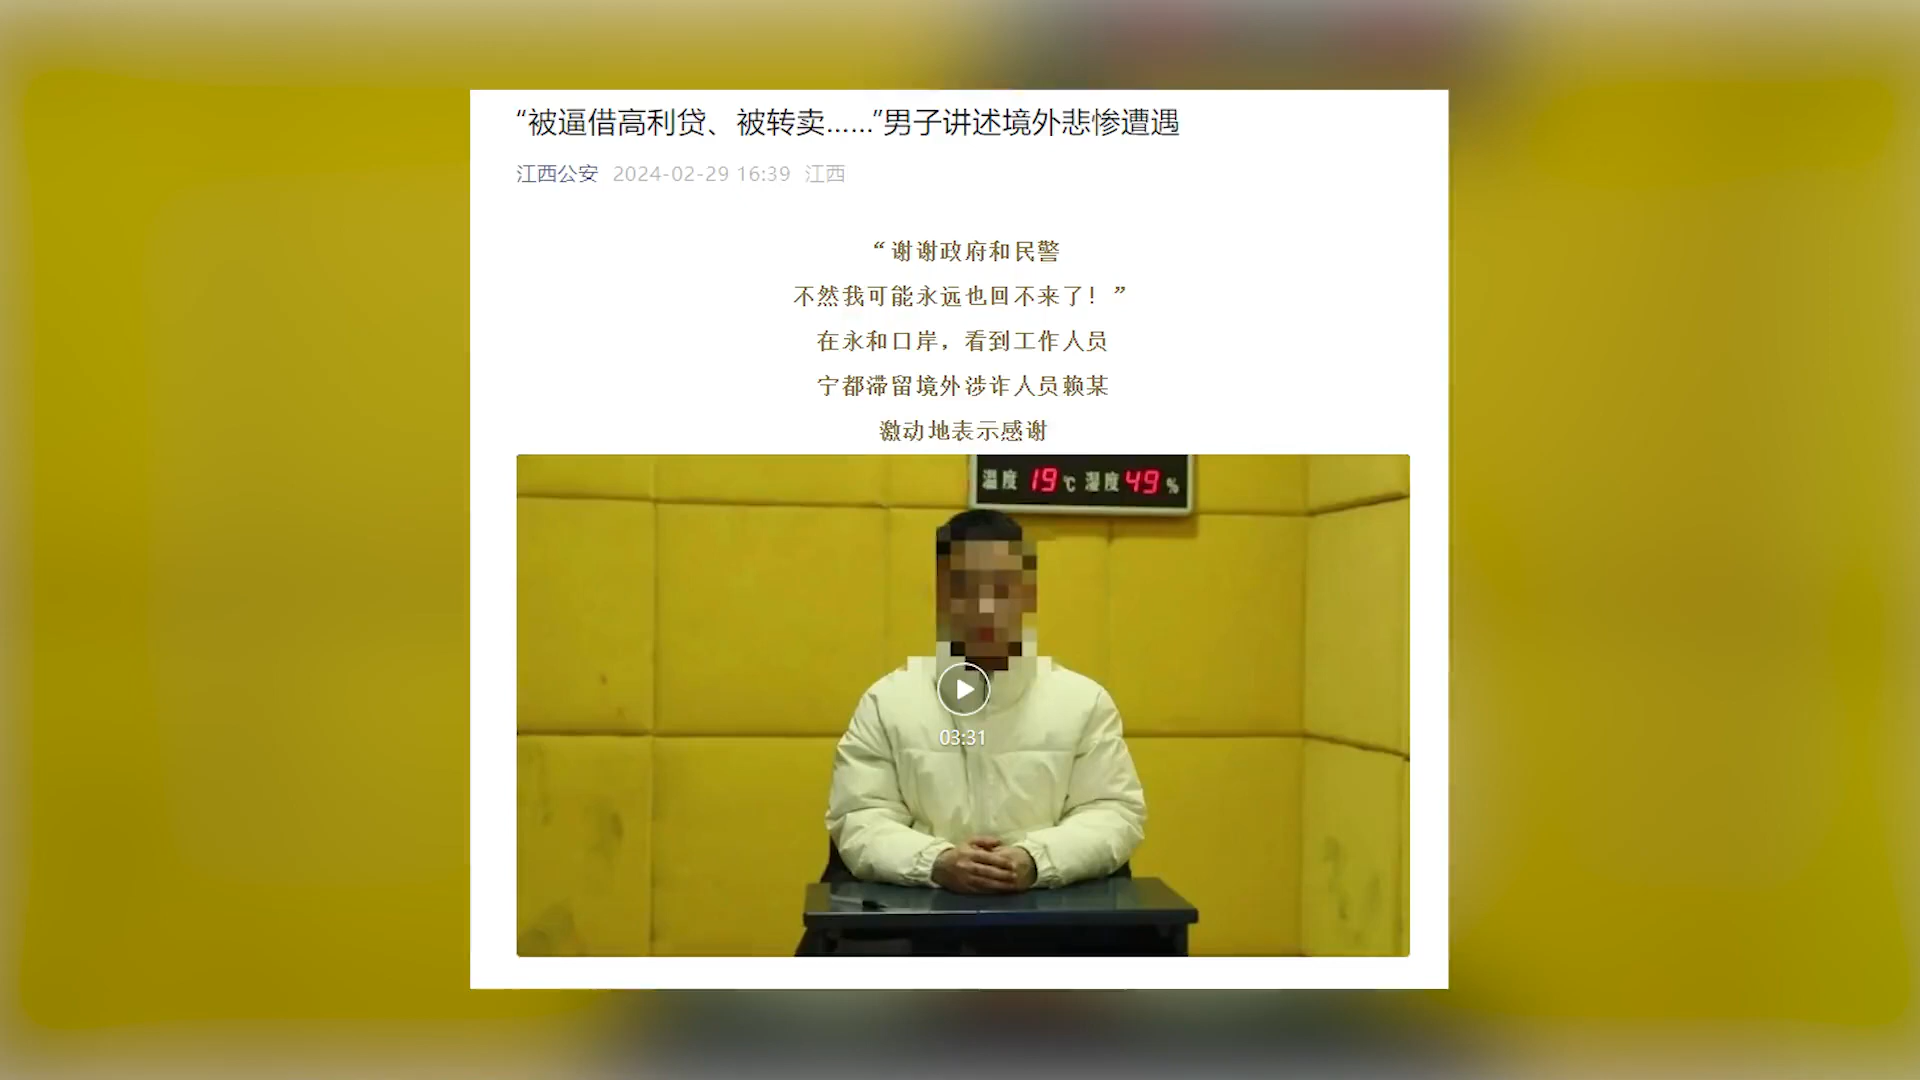 “被逼借高利贷、被转卖……”男子讲述境外悲惨遭遇
江西公安 2024-02-29 16:39 江西
“谢谢政府和民警
不然我可能永远也回不来了！”
在永和口岸，看到工作人员
宁都滞留境外涉诈人员赖某
激动地表示感谢
温度 19 ℃ 湿度 49 %
03:31